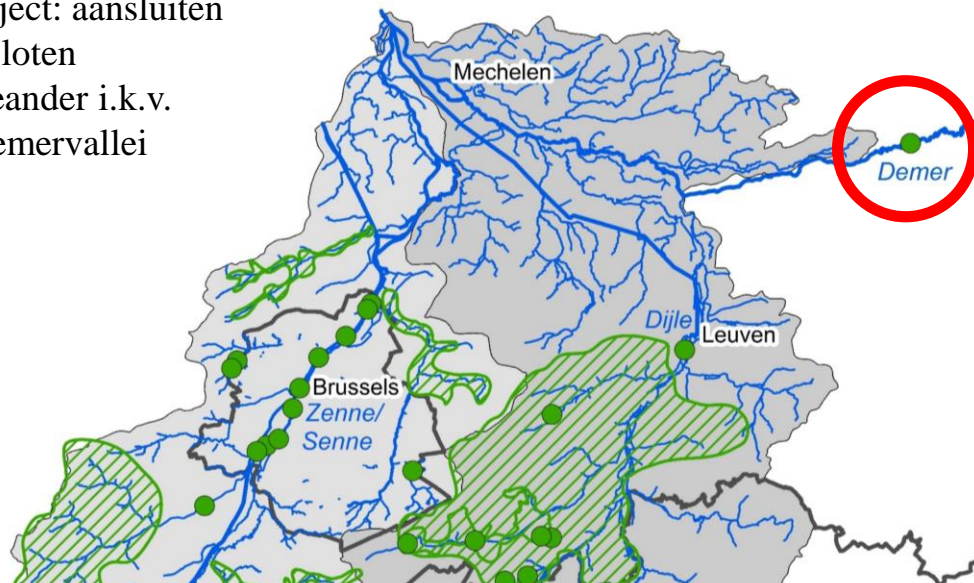 ject: aansluiten
loten
eander i.k.v.
emervallei
Mechelen
Demer
Dijle
Leuven
Brussels
Zenne/
Senne